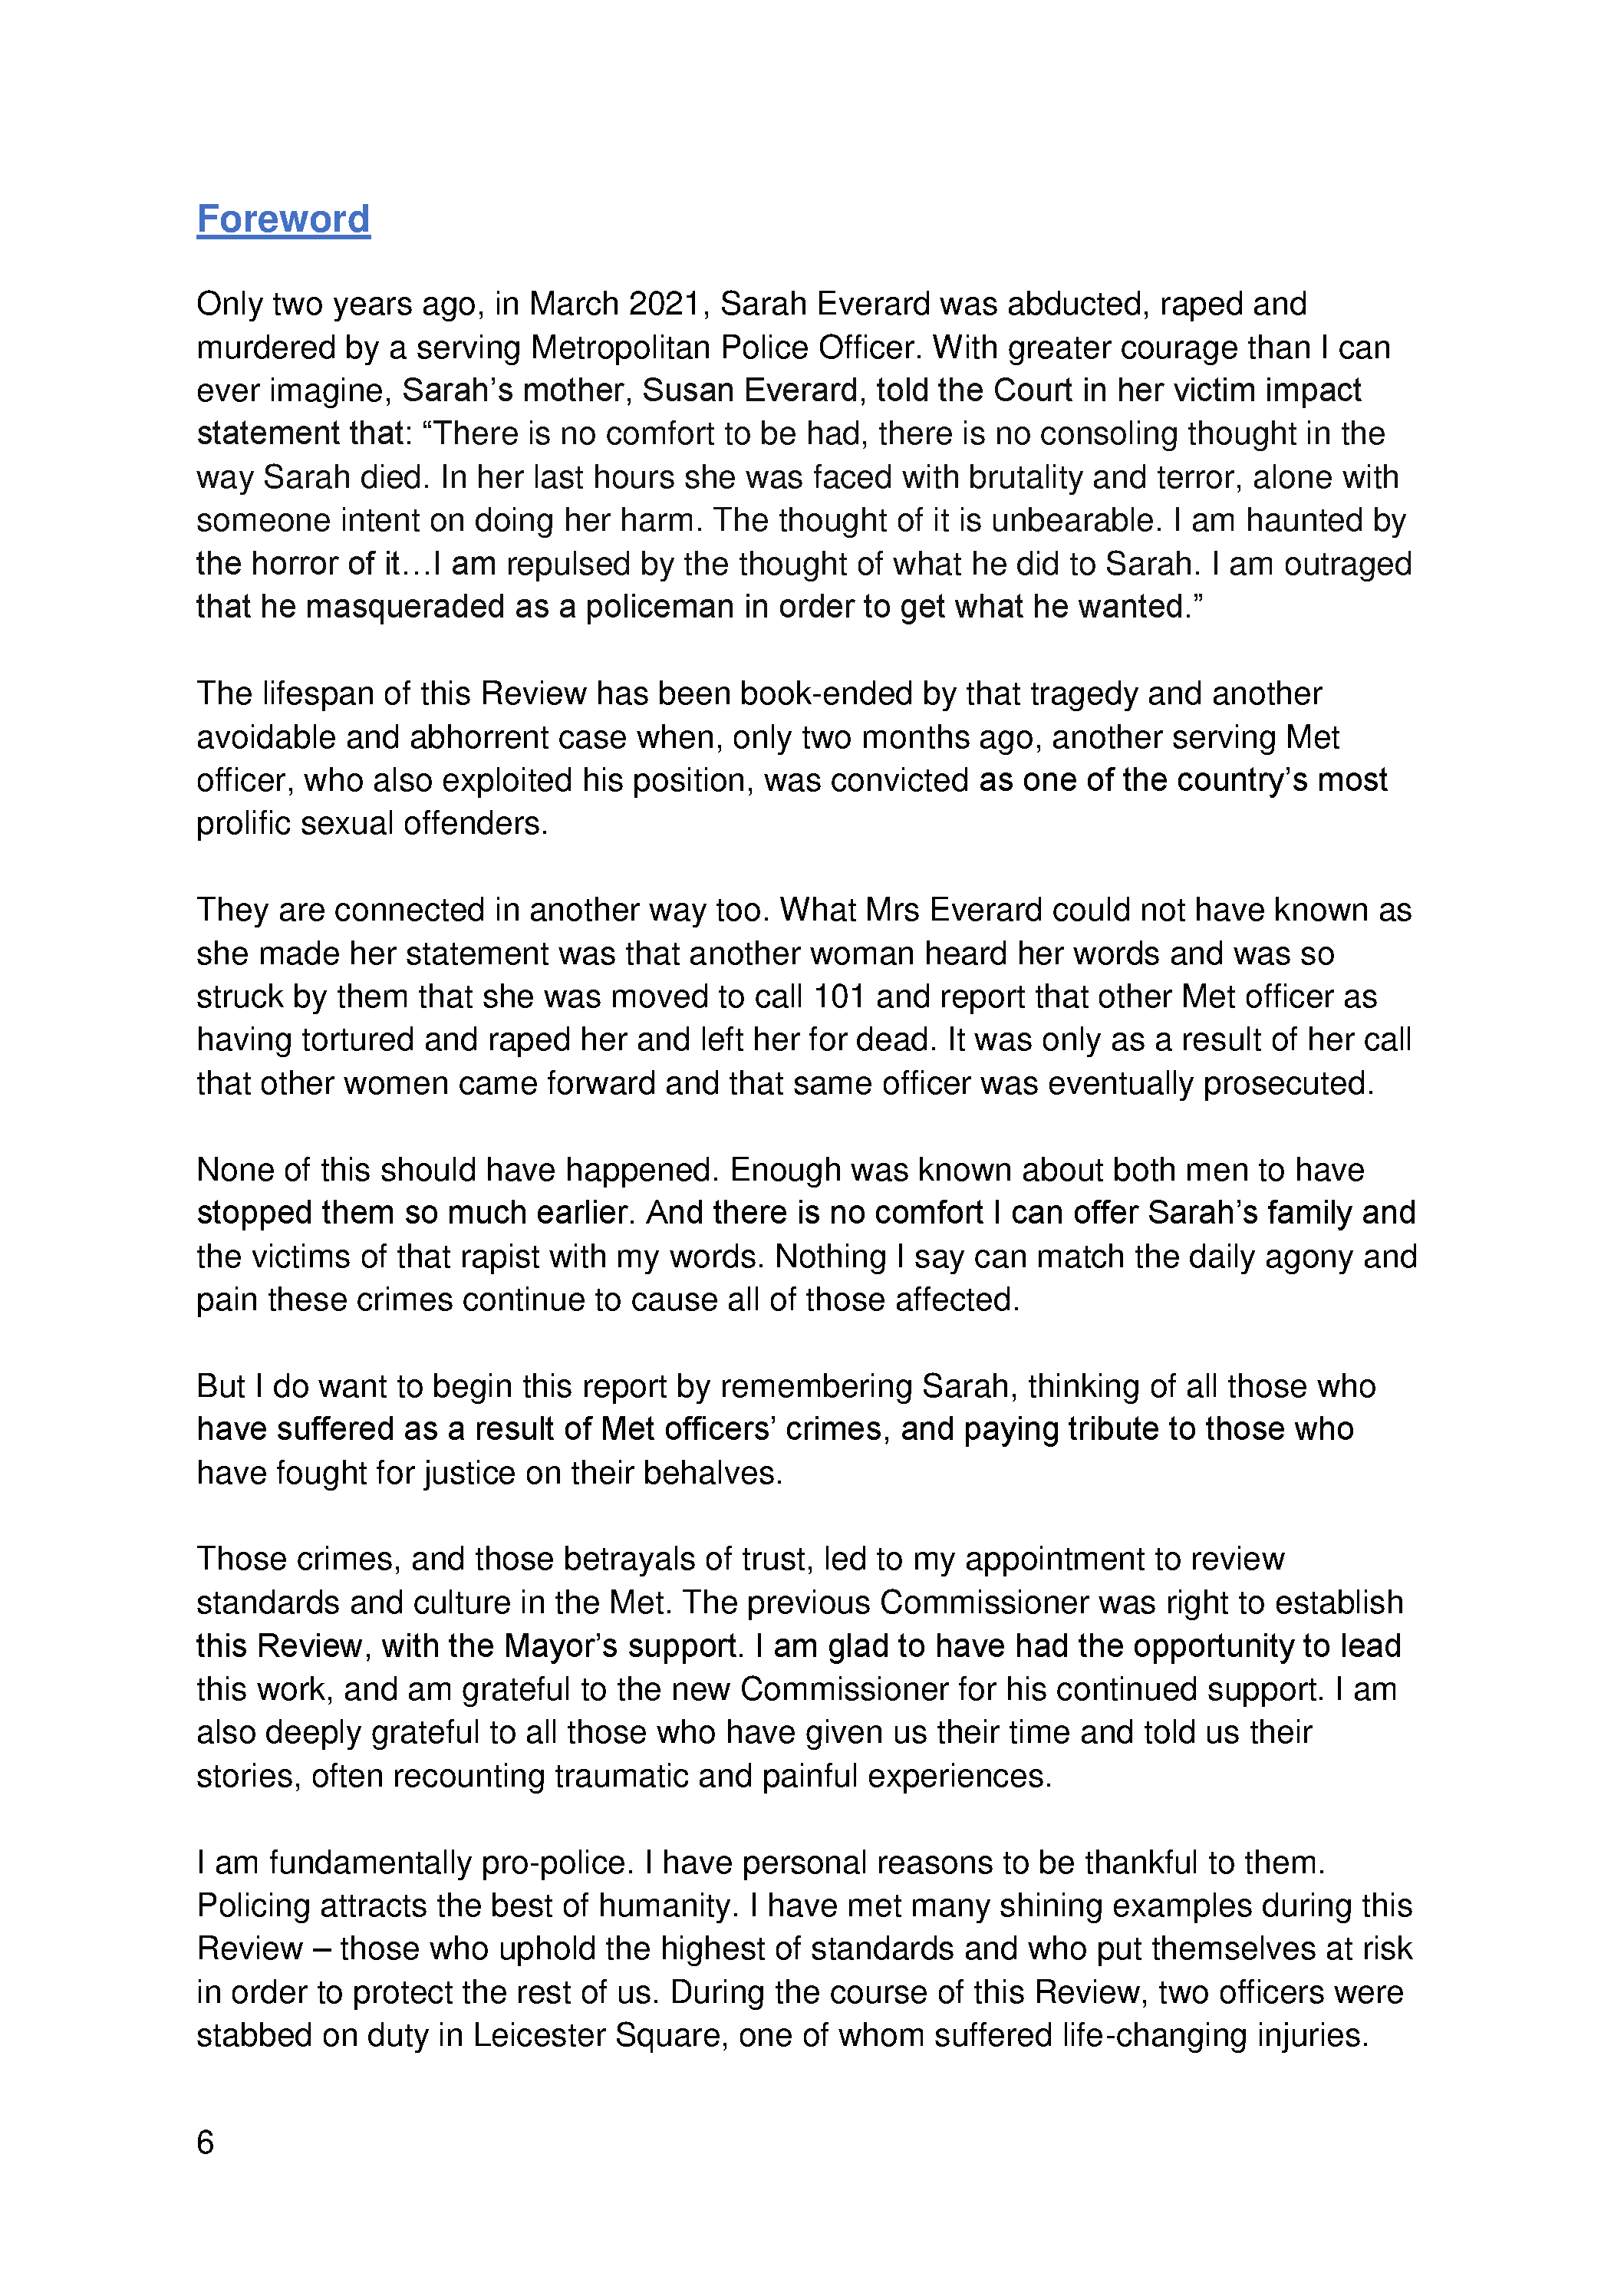 Foreword
Only two years ago, in March 2021, Sarah Everard was abducted, raped and
murdered by a serving Metropolitan Police Officer. With greater courage than I can
ever imagine, Sarah’s mother, Susan Everard, told the Court in her victim impact
statement that: “There is no comfort to be had, there is no consoling thought in the
way Sarah died. In her last hours she was faced with brutality and terror, alone with
someone intent on doing her harm. The thought of it is unbearable. I am haunted by
the horror of it…I am repulsed by the thought of what he did to Sarah. I am outraged
that he masqueraded as a policeman in order to get what he wanted.”
The lifespan of this Review has been book-ended by that tragedy and another
avoidable and abhorrent case when, only two months ago, another serving Met
officer, who also exploited his position, was convicted as one of the country’s most
prolific sexual offenders.
They are connected in another way too. What Mrs Everard could not have known as
she made her statement was that another woman heard her words and was so
struck by them that she was moved to call 101 and report that other Met officer as
having tortured and raped her and left her for dead. It was only as a result of her call
that other women came forward and that same officer was eventually prosecuted.
None of this should have happened. Enough was known about both men to have
stopped them so much earlier. And there is no comfort I can offer Sarah’s family and
the victims of that rapist with my words. Nothing I say can match the daily agony and
pain these crimes continue to cause all of those affected.
But I do want to begin this report by remembering Sarah, thinking of all those who
have suffered as a result of Met officers’ crimes, and paying tribute to those who
have fought for justice on their behalves.
Those crimes, and those betrayals of trust, led to my appointment to review
standards and culture in the Met. The previous Commissioner was right to establish
this Review, with the Mayor’s support. I am glad to have had the opportunity to lead
this work, and am grateful to the new Commissioner for his continued support. I am
also deeply grateful to all those who have given us their time and told us their
stories, often recounting traumatic and painful experiences.
I am fundamentally pro-police. I have personal reasons to be thankful to them.
Policing attracts the best of humanity. I have met many shining examples during this
Review – those who uphold the highest of standards and who put themselves at risk
in order to protect the rest of us. During the course of this Review, two officers were
stabbed on duty in Leicester Square, one of whom suffered life-changing injuries.
6